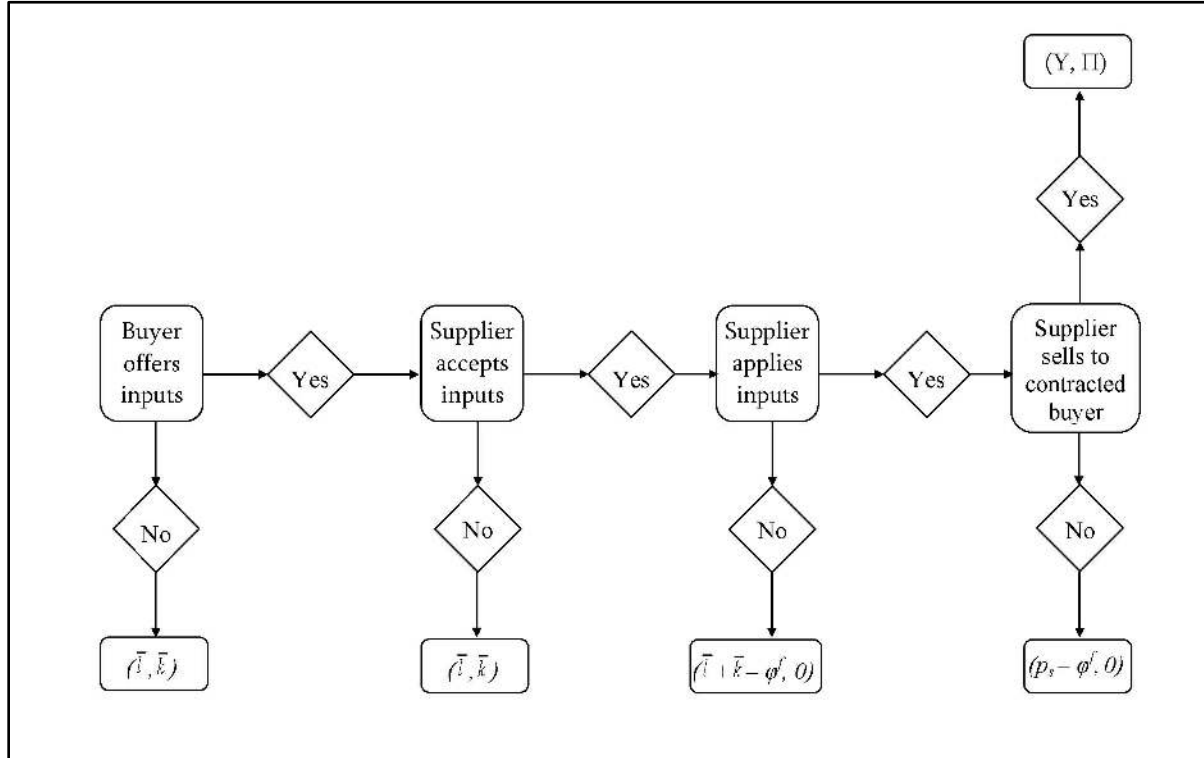 (Y, Π)
Yes
Buyer
offers
inputs
Yes
Supplier
accepts
inputs
Yes
Supplier
applies
inputs
Yes
Supplier
sells to
contracted
buyer
No
No
No
No
(l̅, k̅)
(l̅, k̅)
(l̅ + k̅ – φᶠ, 0)
(pₛ – φᶠ, 0)